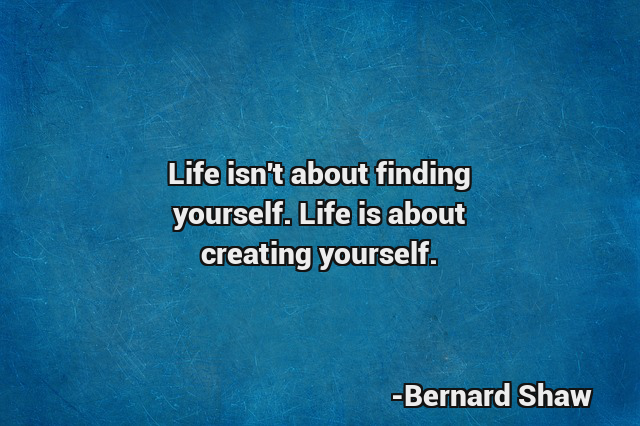 Life isn't about finding
yourself. Life is about
creating yourself.
-Bernard Shaw